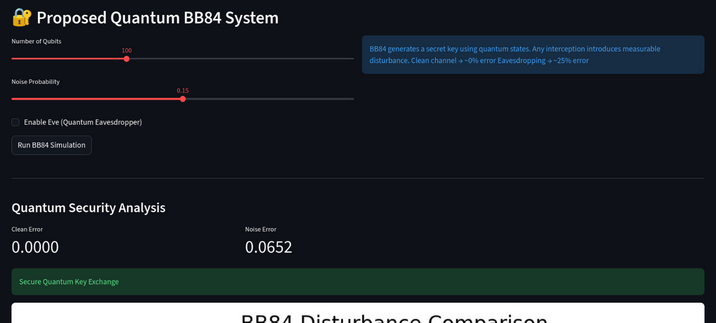 🔐 Proposed Quantum BB84 System
Number of Qubits
100
BB84 generates a secret key using quantum states. Any interception introduces measurable
disturbance. Clean channel → ~0% error Eavesdropping → ~25% error
Noise Probability
0.15
Enable Eve (Quantum Eavesdropper)
Run BB84 Simulation
Quantum Security Analysis
Clean Error
Noise Error
0.0000
0.0652
Secure Quantum Key Exchange
BB84 Disturbance Comparison